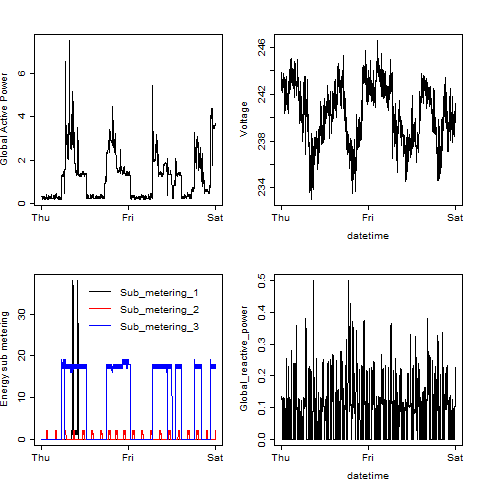 Global Active Power
0
2
4
6
Thu
Fri
Sat
Voltage
234
238
242
246
Thu
Fri
Sat
datetime
Energy sub metering
0
10
20
30
Sub_metering_1
Sub_metering_2
Sub_metering_3
Thu
Fri
Sat
Global_reactive_power
0.0
0.1
0.2
0.3
0.4
0.5
Thu
Fri
Sat
datetime